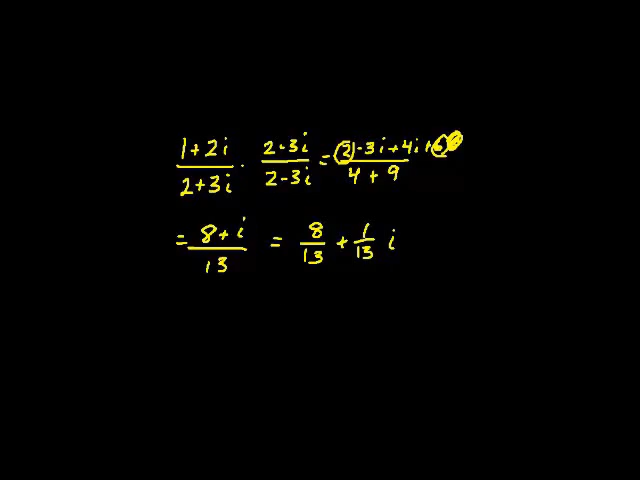 (1+2i)/(2+3i) · (2-3i)/(2-3i) = (2-3i+4i+6)/(4+9)
= (8+i)/13 = 8/13 + 1/13 i